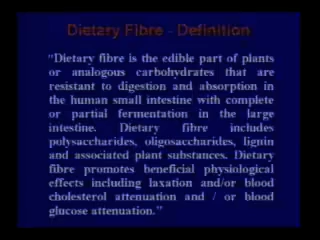 Dietary Fibre - Definition
"Dietary fibre is the edible part of plants
or analogous carbohydrates that are
resistant to digestion and absorption in
the human small intestine with complete
or partial fermentation in the large
intestine. Dietary fibre includes
polysaccharides, oligosaccharides, lignin
and associated plant substances. Dietary
fibre promotes beneficial physiological
effects including laxation and/or blood
cholesterol attenuation and / or blood
glucose attenuation."